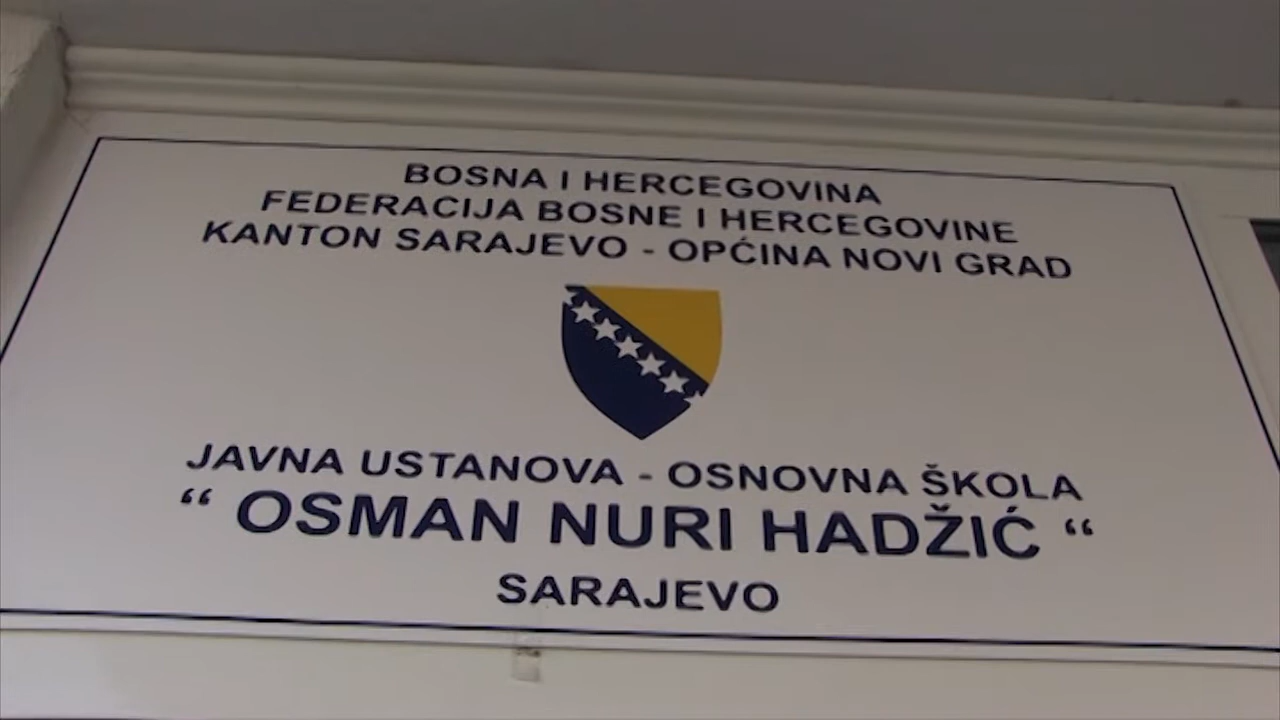 BOSNA I HERCEGOVINA
FEDERACIJA BOSNE I HERCEGOVINE
KANTON SARAJEVO - OPĆINA NOVI GRAD
JAVNA USTANOVA - OSNOVNA ŠKOLA
“ OSMAN NURI HADŽIĆ “
SARAJEVO